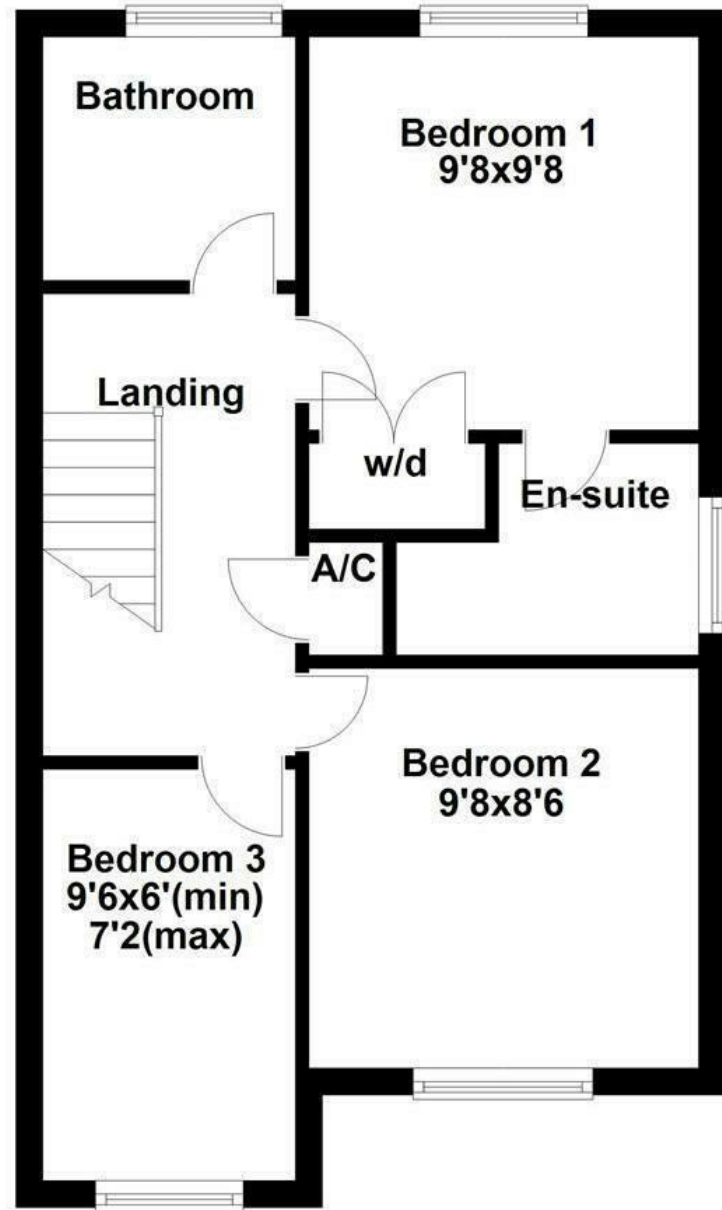 Bathroom
Bedroom 1
9'8x9'8
Landing
w/d
En-suite
A/C
Bedroom 2
9'8x8'6
Bedroom 3
9'6x6'(min)
7'2(max)